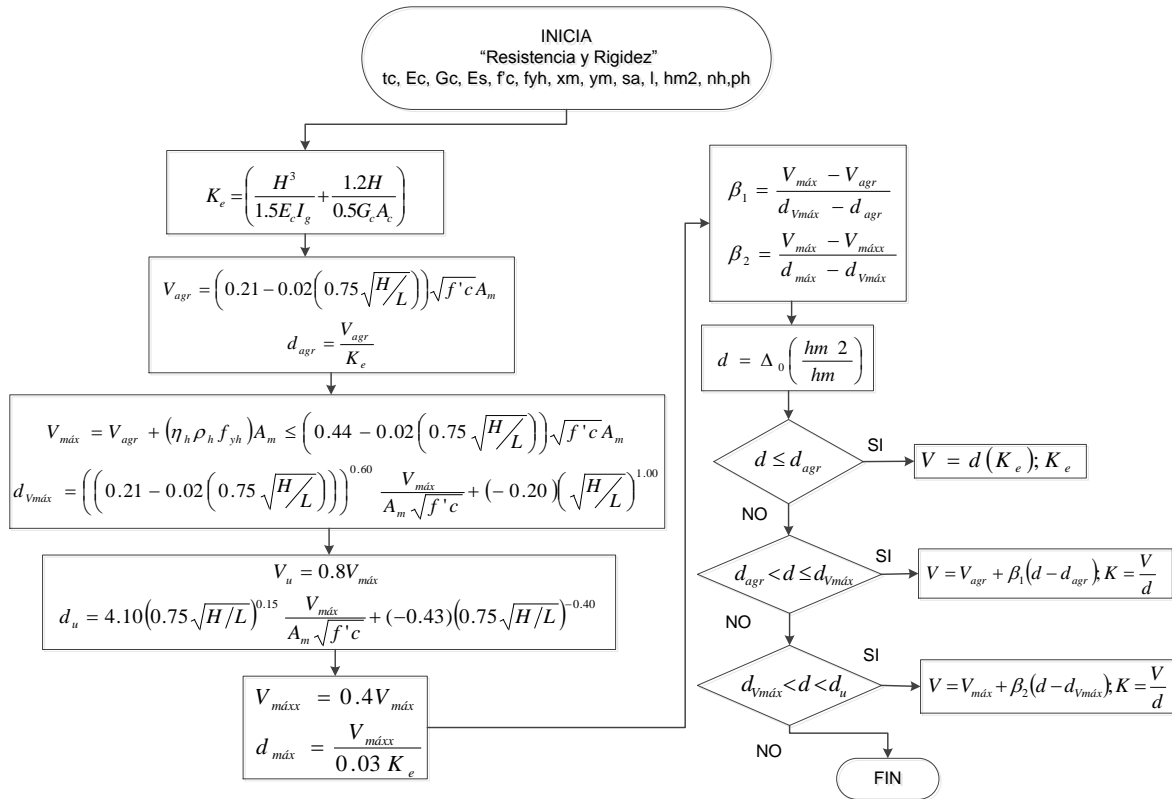 INICIA
“Resistencia y Rigidez”
tc, Ec, Gc, Es, f'c, fyh, xm, ym, sa, l, hm2, nh,ph
K_e = (H^3 / 1.5E_cI_g + 1.2H / 0.5G_cA_c)
V_agr = (0.21 − 0.02(0.75 √(H/L))) √f'c A_m
d_agr = V_agr / K_e
V_máx = V_agr + (η_h ρ_h f_yh)A_m ≤ (0.44 − 0.02(0.75 √(H/L))) √f'c A_m
d_Vmáx = ((0.21 − 0.02(0.75 √(H/L))))^0.60 V_máx / A_m √f'c + (− 0.20)(√(H/L))^1.00
V_u = 0.8V_máx
d_u = 4.10(0.75 √(H/L))^0.15 V_máx / A_m √f'c + (−0.43)(0.75 √(H/L))^−0.40
V_máxx = 0.4V_máx
d_máx = V_máxx / 0.03 K_e
β_1 = V_máx − V_agr / d_Vmáx − d_agr
β_2 = V_máx − V_máxx / d_máx − d_Vmáx
d = Δ_0 (hm 2 / hm)
d ≤ d_agr
SI
V = d(K_e); K_e
NO
d_agr < d ≤ d_Vmáx
SI
V = V_agr + β_1(d − d_agr); K = V / d
NO
d_Vmáx < d < d_u
SI
V = V_máx + β_2(d − d_Vmáx); K = V / d
NO
FIN